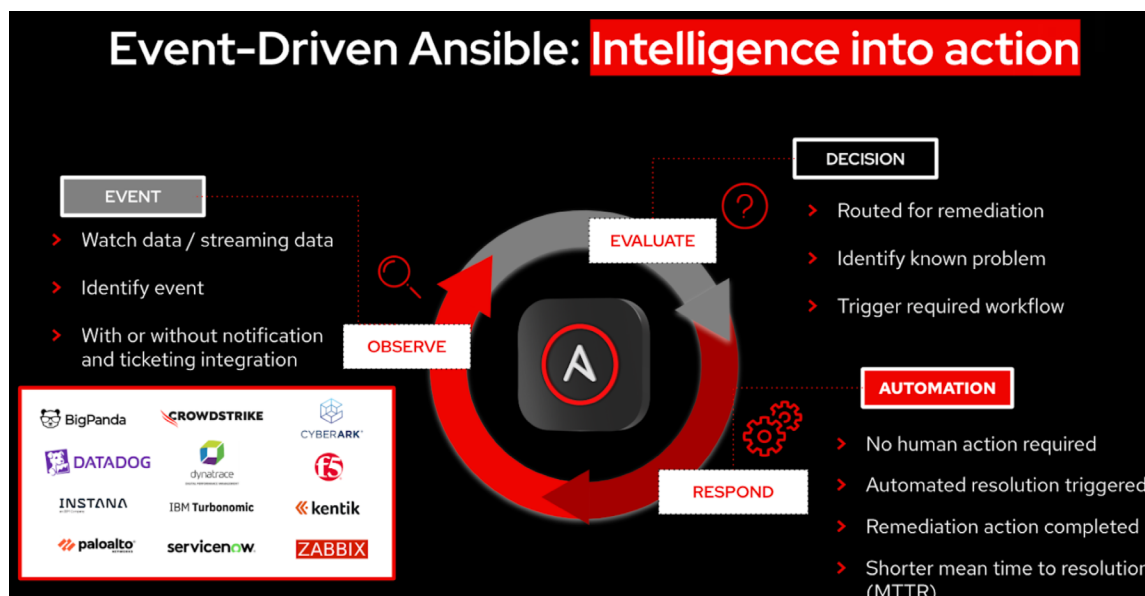 Event-Driven Ansible: Intelligence into action
EVENT
Watch data / streaming data
Identify event
With or without notification
and ticketing integration
OBSERVE
EVALUATE
DECISION
Routed for remediation
Identify known problem
Trigger required workflow
AUTOMATION
No human action required
Automated resolution triggered
Remediation action completed
Shorter mean time to resolution
(MTTR)
RESPOND
BigPanda
CROWDSTRIKE
CYBERARK
DATADOG
dynatrace
f5
INSTANA
IBM Turbonomic
kentik
paloalto
NETWORKS
servicenow
ZABBIX